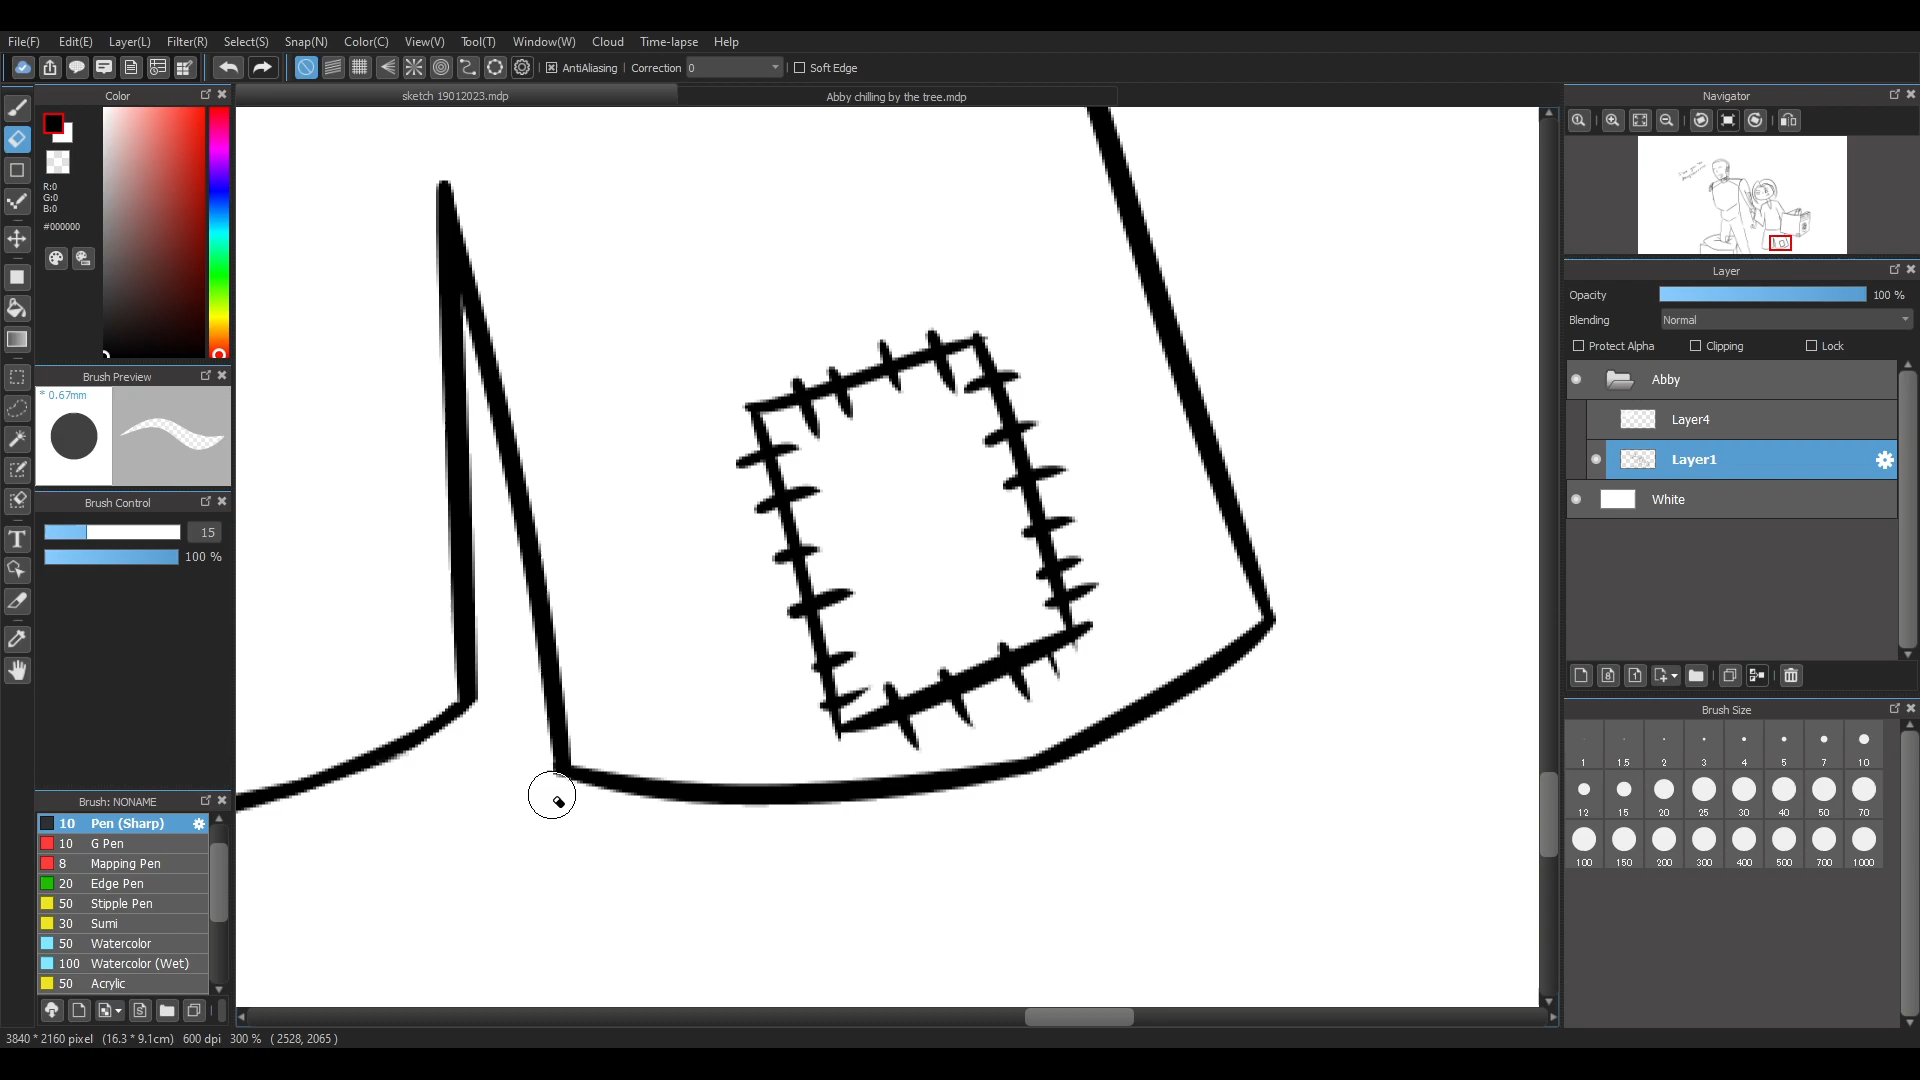 File(F) Edit(E) Layer(L) Filter(R) Select(S) Snap(N) Color(C) View(V) Tool(T) Window(W) Cloud Time-lapse Help
AntiAliasing Correction 0 Soft Edge
Color
sketch 19012023.mdp
Abby chilling by the tree.mdp
Navigator
R:0
G:0
B:0
#000000
Brush Preview
* 0.67mm
Brush Control
15
100 %
Brush: NONAME
10 Pen (Sharp)
10 G Pen
8 Mapping Pen
20 Edge Pen
50 Stipple Pen
30 Sumi
50 Watercolor
100 Watercolor (Wet)
50 Acrylic
Layer
Opacity 100 %
Blending Normal
Protect Alpha Clipping Lock
Abby
Layer4
Layer1
White
Brush Size
1 1.5 2 3 4 5 7 10
12 15 20 25 30 40 50 70
100 150 200 300 400 500 700 1000
3840 * 2160 pixel (16.3 * 9.1cm) 600 dpi 300 % ( 2528, 2065 )